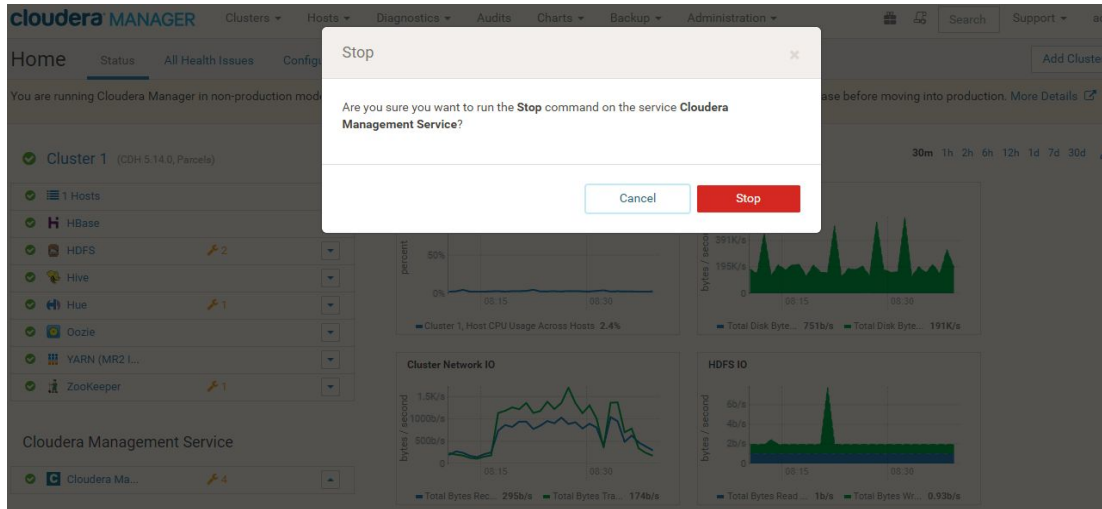 cloudera MANAGER Clusters Hosts Diagnostics Audits Charts Backup Administration Search Support
Home Status All Health Issues Add Cluste
Stop
You are running Cloudera Manager in non-production mod ase before moving into production. More Details
Are you sure you want to run the Stop command on the service Cloudera
Management Service?
Cancel Stop
Cluster 1 (CDH 5.14.0, Parcels)
30m 1h 2h 6h 12h 1d 7d 30d
1 Hosts
HBase
HDFS 2
Hive
Hue 1
Oozie
YARN (MR2 I...
ZooKeeper 1
Cloudera Management Service
Cloudera Ma... 4
percent
50%
0%
08:15 08:30
Cluster 1, Host CPU Usage Across Hosts 2.4%
bytes / second
391K/s
195K/s
0
08:15 08:30
Total Disk Byte... 751b/s Total Disk Byte... 191K/s
Cluster Network IO
bytes / second
1.5K/s
1000b/s
500b/s
0
08:15 08:30
Total Bytes Rec... 295b/s Total Bytes Tra... 174b/s
HDFS IO
bytes / second
6b/s
4b/s
2b/s
0
08:15 08:30
Total Bytes Read ... 1b/s Total Bytes Wr... 0.93b/s